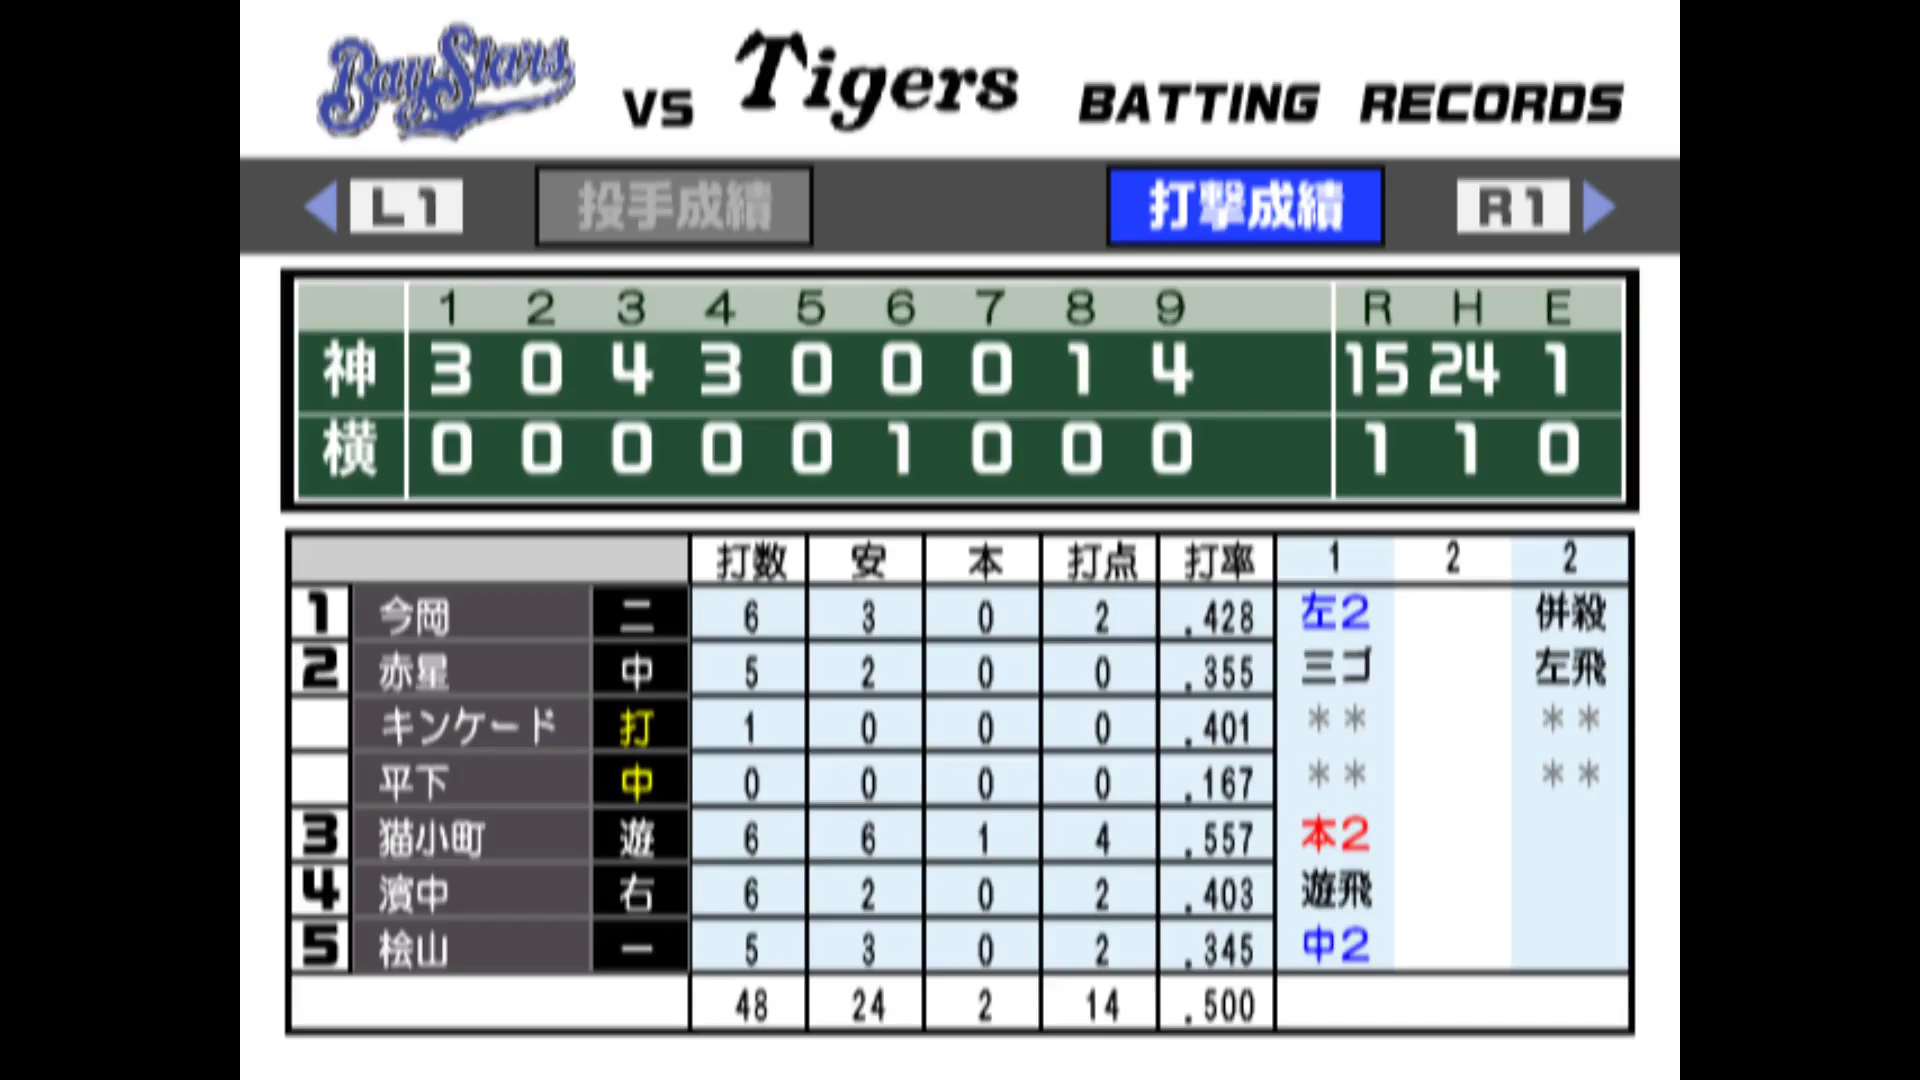 BayStars vs Tigers BATTING RECORDS
L1 投手成績 打撃成績 R1
1 2 3 4 5 6 7 8 9 R H E
神 3 0 4 3 0 0 0 1 4 15 24 1
横 0 0 0 0 0 1 0 0 0 1 1 0
打数 安 本 打点 打率 1 2 2
1 今岡 二 6 3 0 2 .428 左2 併殺
2 赤星 中 5 2 0 0 .355 三ゴ 左飛
キンケード 打 1 0 0 0 .401 ** **
平下 中 0 0 0 0 .167 ** **
3 猫小町 遊 6 6 1 4 .557 本2
4 濱中 右 6 2 0 2 .403 遊飛
5 桧山 一 5 3 0 2 .345 中2
48 24 2 14 .500